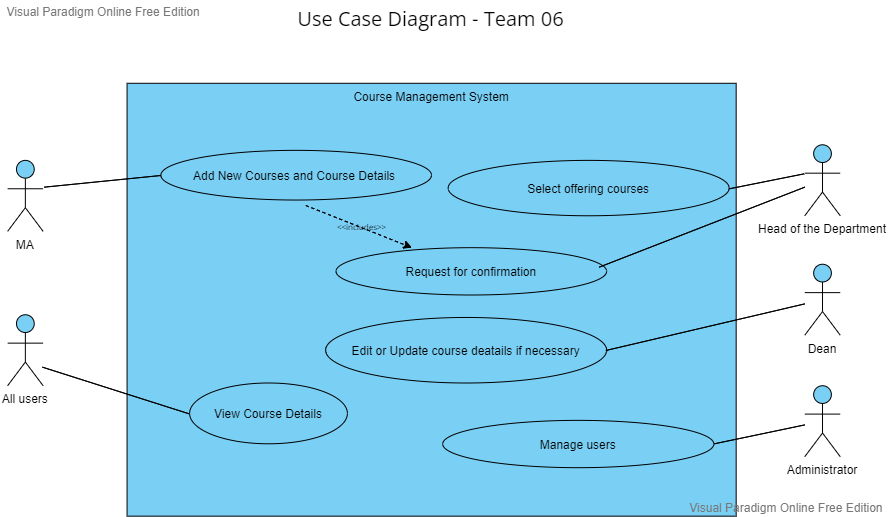 Visual Paradigm Online Free Edition
Use Case Diagram - Team 06
Course Management System
Add New Courses and Course Details
Select offering courses
MA
Head of the Department
<<includes>>
Request for confirmation
Edit or Update course deatails if necessary
Dean
All users
View Course Details
Manage users
Administrator
Visual Paradigm Online Free Edition